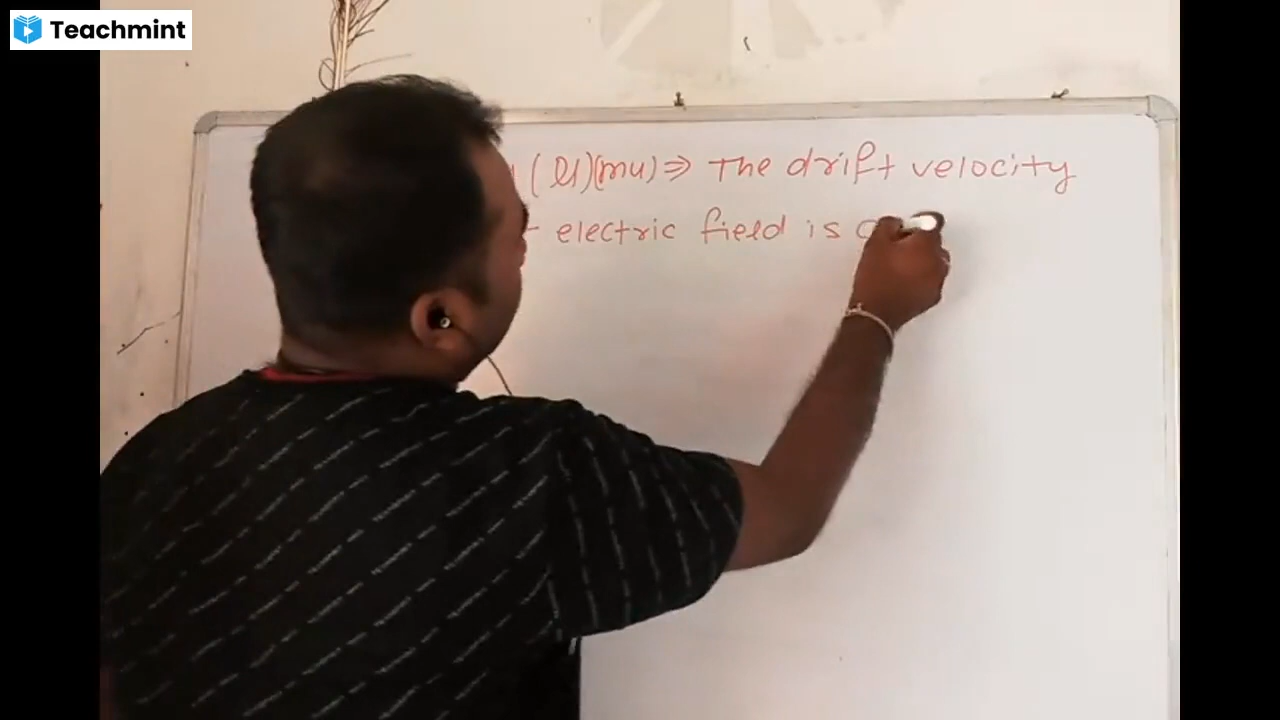 Teachmint
(μ)(mu) ⇒ The drift velocity
electric field is